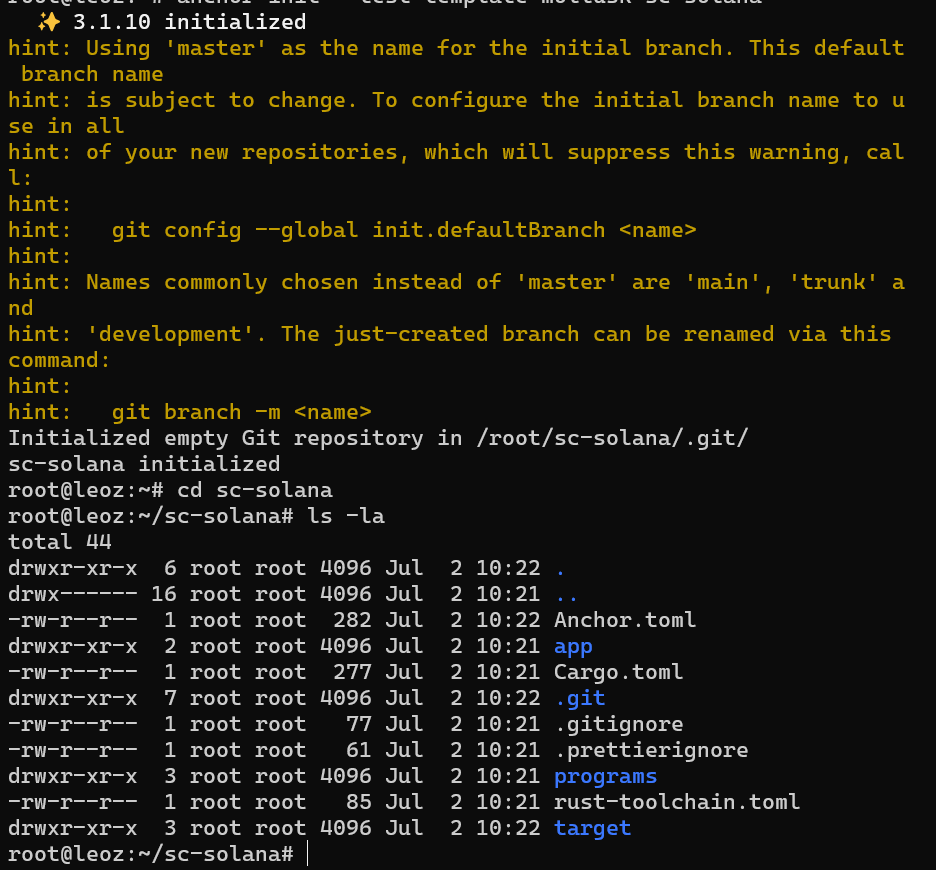 ✨ 3.1.10 initialized
hint: Using 'master' as the name for the initial branch. This default
 branch name
hint: is subject to change. To configure the initial branch name to u
se in all
hint: of your new repositories, which will suppress this warning, cal
l:
hint:
hint:   git config --global init.defaultBranch <name>
hint:
hint: Names commonly chosen instead of 'master' are 'main', 'trunk' a
nd
hint: 'development'. The just-created branch can be renamed via this
command:
hint:
hint:   git branch -m <name>
Initialized empty Git repository in /root/sc-solana/.git/
sc-solana initialized
root@leoz:~# cd sc-solana
root@leoz:~/sc-solana# ls -la
total 44
drwxr-xr-x  6 root root 4096 Jul  2 10:22 .
drwx------ 16 root root 4096 Jul  2 10:21 ..
-rw-r--r--  1 root root  282 Jul  2 10:22 Anchor.toml
drwxr-xr-x  2 root root 4096 Jul  2 10:21 app
-rw-r--r--  1 root root  277 Jul  2 10:21 Cargo.toml
drwxr-xr-x  7 root root 4096 Jul  2 10:22 .git
-rw-r--r--  1 root root   77 Jul  2 10:21 .gitignore
-rw-r--r--  1 root root   61 Jul  2 10:21 .prettierignore
drwxr-xr-x  3 root root 4096 Jul  2 10:21 programs
-rw-r--r--  1 root root   85 Jul  2 10:21 rust-toolchain.toml
drwxr-xr-x  3 root root 4096 Jul  2 10:22 target
root@leoz:~/sc-solana#